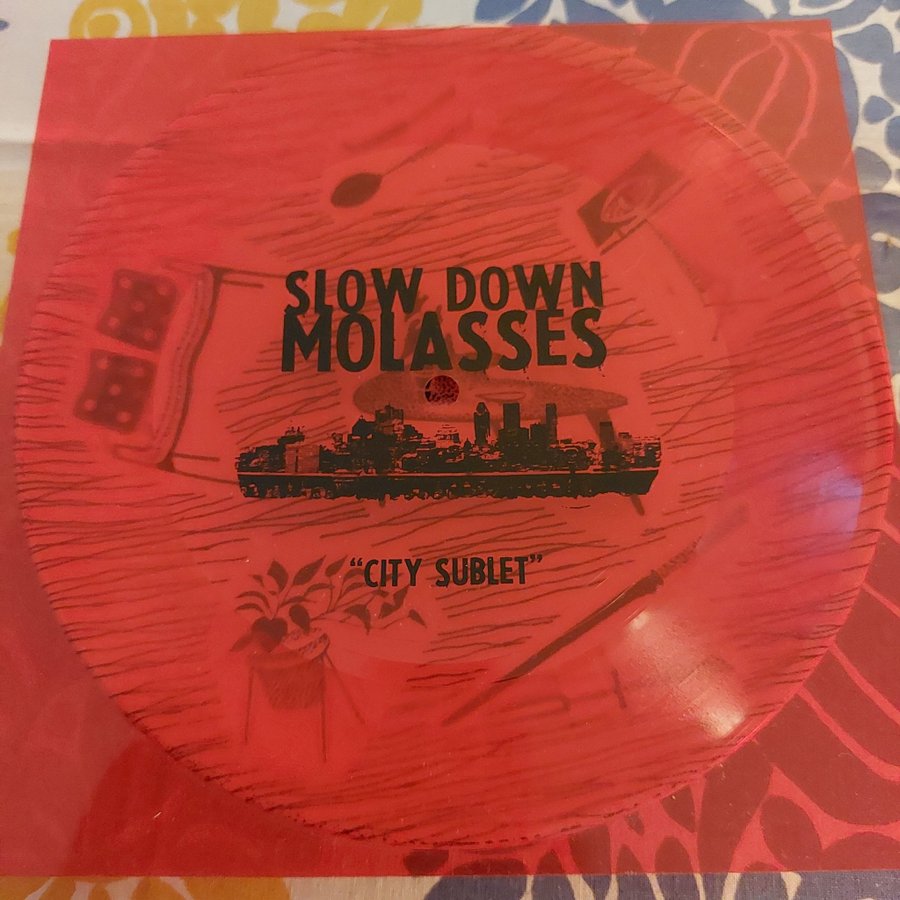 SLOW DOWN
MOLASSES
“CITY SUBLET”